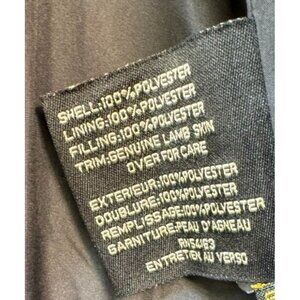 SHELL:100%POLYESTER
LINING:100%POLYESTER
FILLING:100%POLYESTER
TRIM:GENUINE LAMB SKIN
OVER FOR CARE
EXTERIEUR:100%POLYESTER
DOUBLURE:100%POLYESTER
REMPLISSAGE:100%POLYESTER
GARNITURE:PEAU D'AGNEAU
ENTRETIEN AU VERSO